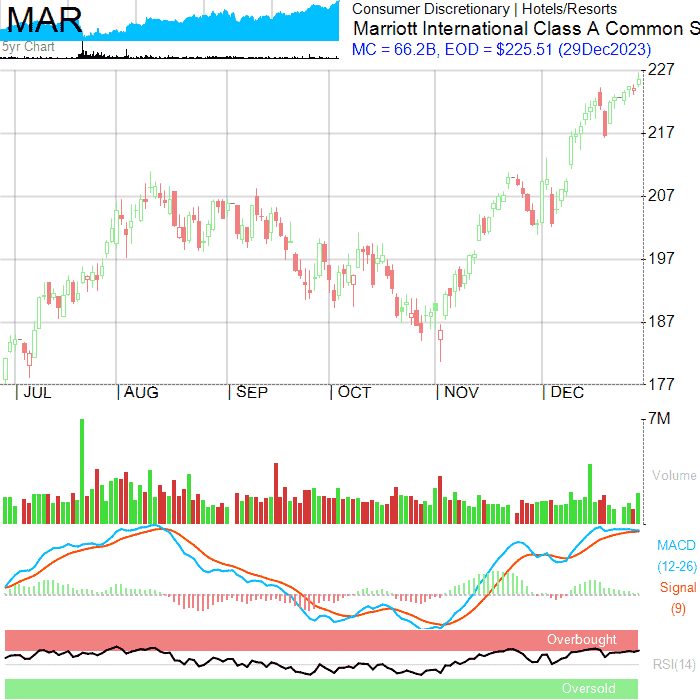 MAR
5yr Chart
Consumer Discretionary | Hotels/Resorts
Marriott International Class A Common S
MC = 66.2B, EOD = $225.51 (29Dec2023)
227
217
207
197
187
177
JUL AUG SEP OCT NOV DEC
7M
Volume
MACD
(12-26)
Signal
(9)
Overbought
RSI(14)
Oversold